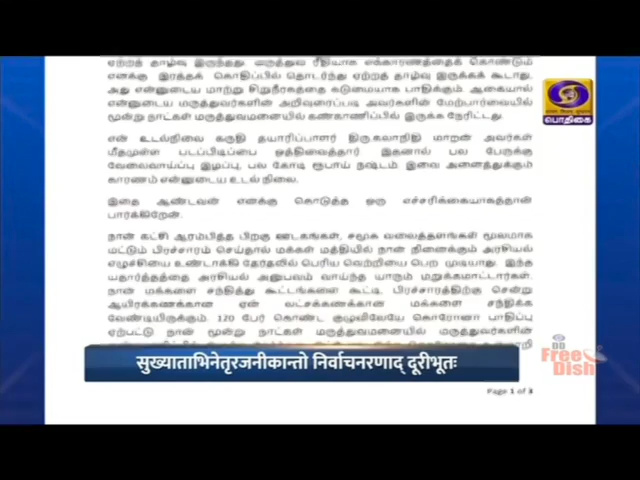 ஏற்றத் தாழ்வு இருந்தது. மருத்துவ ரீதியாக எக்காரணத்தைக் கொண்டும்
எனக்கு இரத்தக் கொதிப்பில் தொடர்ந்து ஏற்றத் தாழ்வு இருக்கக் கூடாது,
அது என்னுடைய மாற்று சிறுநீரகத்தை கடுமையாக பாதிக்கும். ஆகையால்
என்னுடைய மருத்துவர்களின் அறிவுரைப்படி அவர்களின் மேற்பார்வையில்
மூன்று நாட்கள் மருத்துவமனையில் கண்காணிப்பில் இருக்க நேரிட்டது.
என் உடல்நிலை கருதி தயாரிப்பாளர் திரு.கலாநிதி மாறன் அவர்கள்
மீதமுள்ள படப்பிடிப்பை ஒத்திவைத்தார் இதனால் பல பேருக்கு
வேலைவாய்ப்பு இழப்பு, பல கோடி ரூபாய் நஷ்டம். இவை அனைத்துக்கும்
காரணம் என்னுடைய உடல் நிலை.
இதை ஆண்டவன் எனக்கு கொடுத்த ஒரு எச்சரிக்கையாகத்தான்
பார்க்கிறேன்.
நான் கட்சி ஆரம்பித்த பிறகு ஊடகங்கள், சமூக வலைத்தளங்கள் மூலமாக
மட்டும் பிரச்சாரம் செய்தால் மக்கள் மத்தியில் நான் நினைக்கும் அரசியல்
எழுச்சியை உண்டாக்கி தேர்தலில் பெரிய வெற்றியை பெற முடியாது. இந்த
யதார்த்தத்தை அரசியல் அனுபவம் வாய்ந்த யாரும் மறுக்கமாட்டார்கள்.
நான் மக்களை சந்தித்து கூட்டங்களை கூட்டி, பிரச்சாரத்திற்கு சென்று
ஆயிரக்கணக்கான ஏன் லட்சக்கணக்கான மக்களை சந்திக்க
வேண்டியிருக்கும். 120 பேர் கொண்ட குழுவிலேயே கொரோனா பாதிப்பு
ஏற்பட்டு நான் மூன்று நாட்கள் மருத்துவமனையில் மருத்துவர்களின்
பொதிகை
सुख्याताभिनेतृरजनीकान्तो निर्वाचनरणाद् दूरीभूतः
DD
Free
Dish
Page 1 of 3